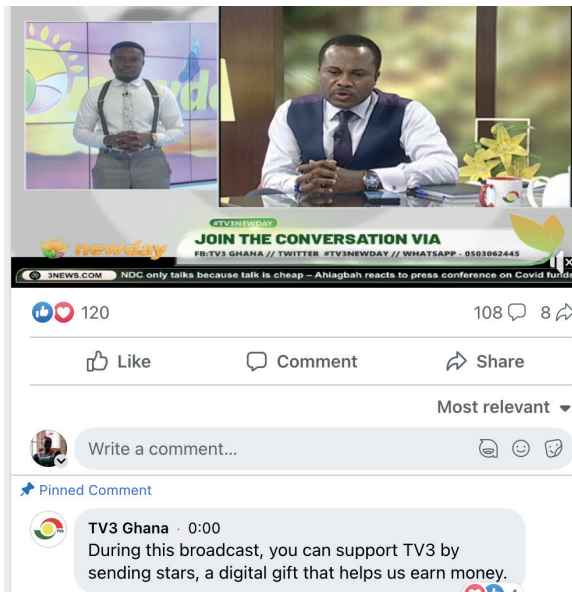 newday
#TV3NEWDAY
JOIN THE CONVERSATION VIA
FB:TV3 GHANA // TWITTER #TV3NEWDAY // WHATSAPP - 0503062445
3NEWS.COM NDC only talks because talk is cheap – Ahiagbah reacts to press conference on Covid funds
120
108
8
Like
Comment
Share
Most relevant
Write a comment...
Pinned Comment
TV3 Ghana · 0:00
During this broadcast, you can support TV3 by
sending stars, a digital gift that helps us earn money.